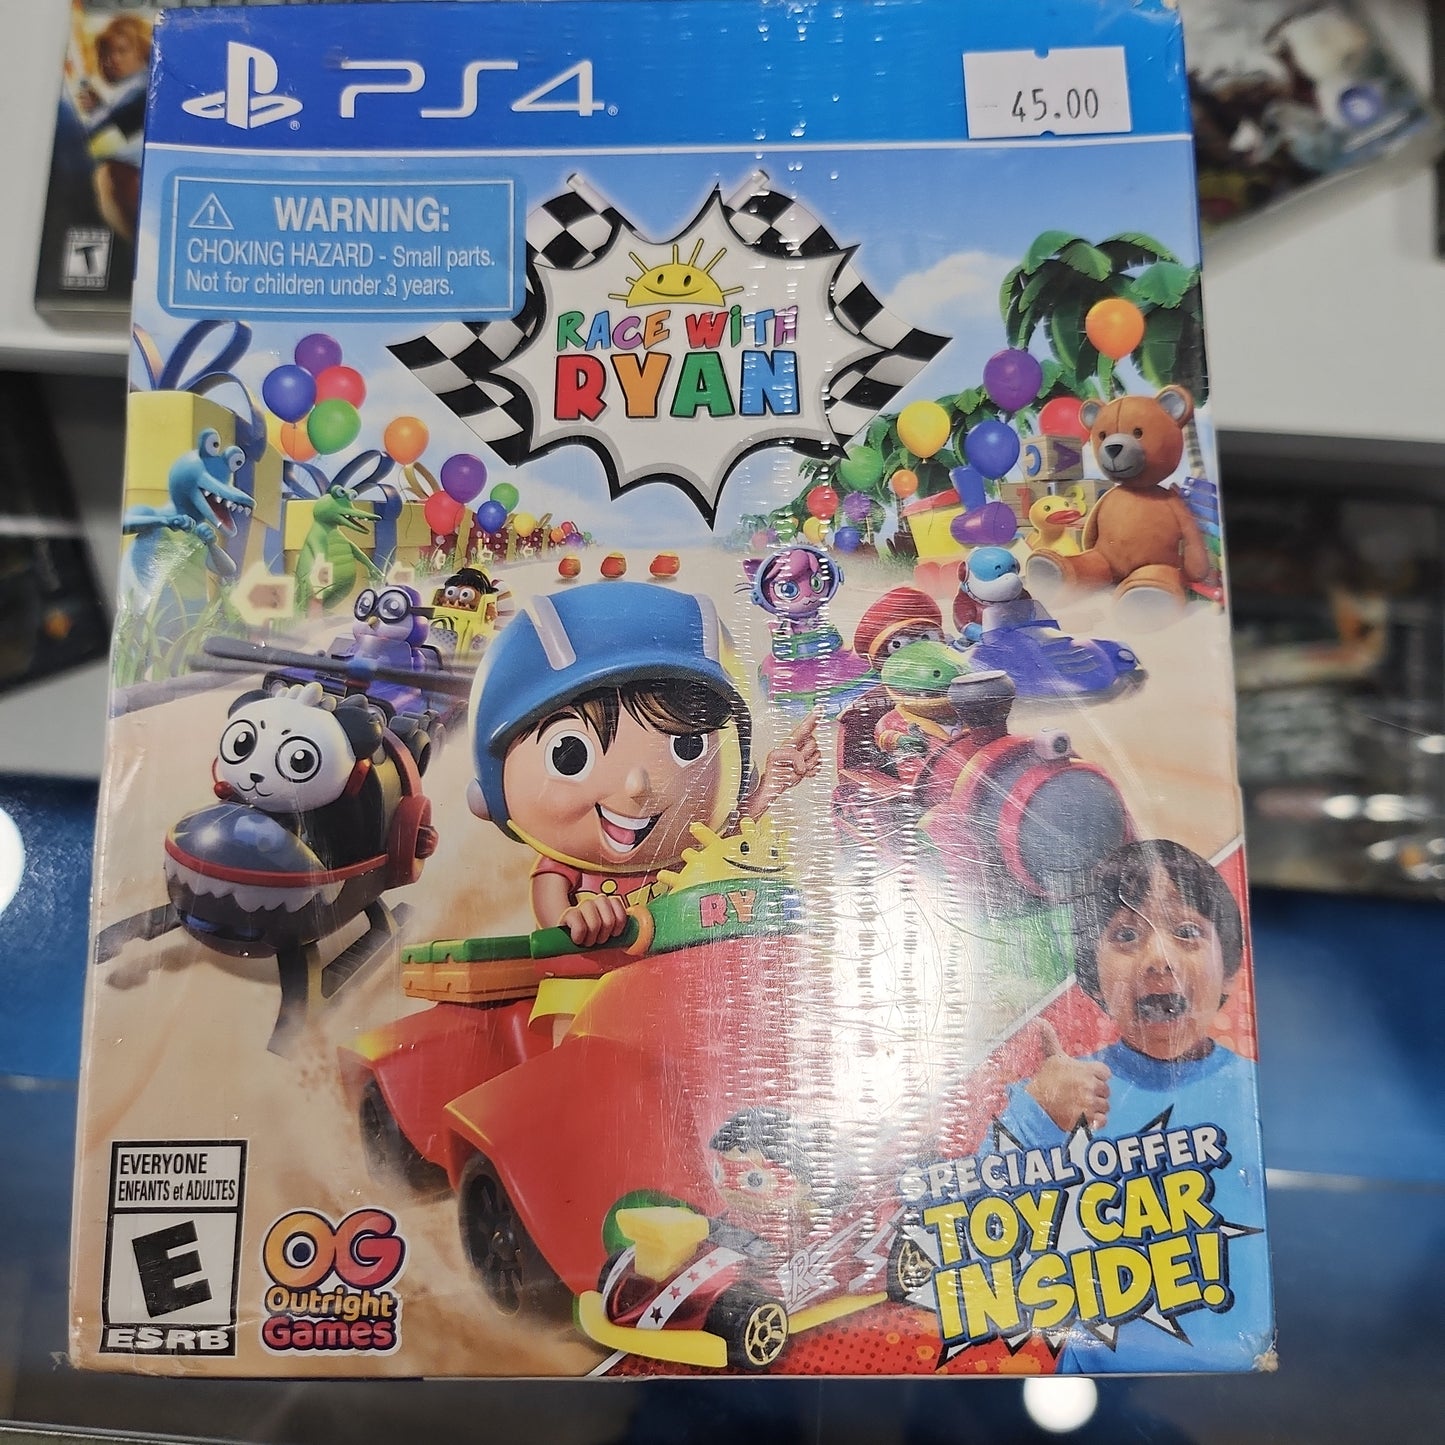 PS4
45.00
WARNING:
CHOKING HAZARD - Small parts.
Not for children under 3 years.
RACE WITH
RYAN
T
RY
EVERYONE
ENFANTS et ADULTES
E
ESRB
OG
Outright
Games
SPECIAL OFFER
TOY CAR
INSIDE!